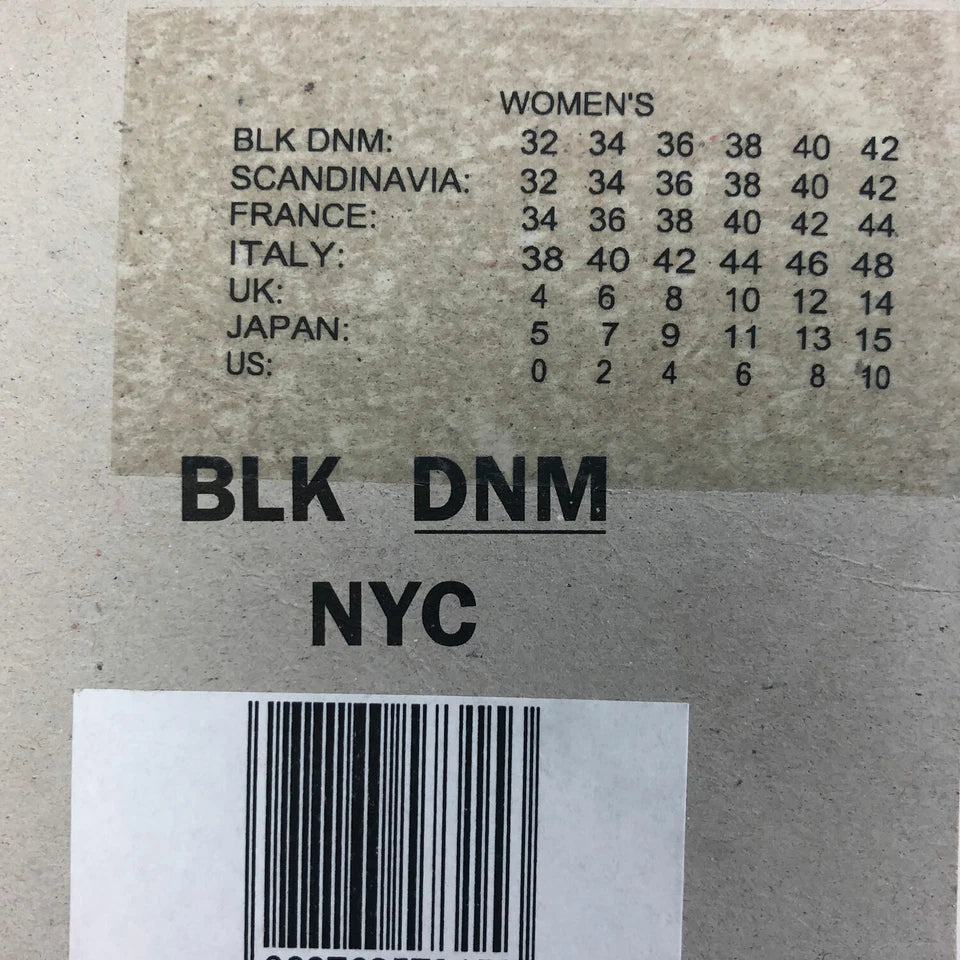 WOMEN'S
BLK DNM: 32 34 36 38 40 42
SCANDINAVIA: 32 34 36 38 40 42
FRANCE: 34 36 38 40 42 44
ITALY: 38 40 42 44 46 48
UK: 4 6 8 10 12 14
JAPAN: 5 7 9 11 13 15
US: 0 2 4 6 8 10
BLK DNM
NYC